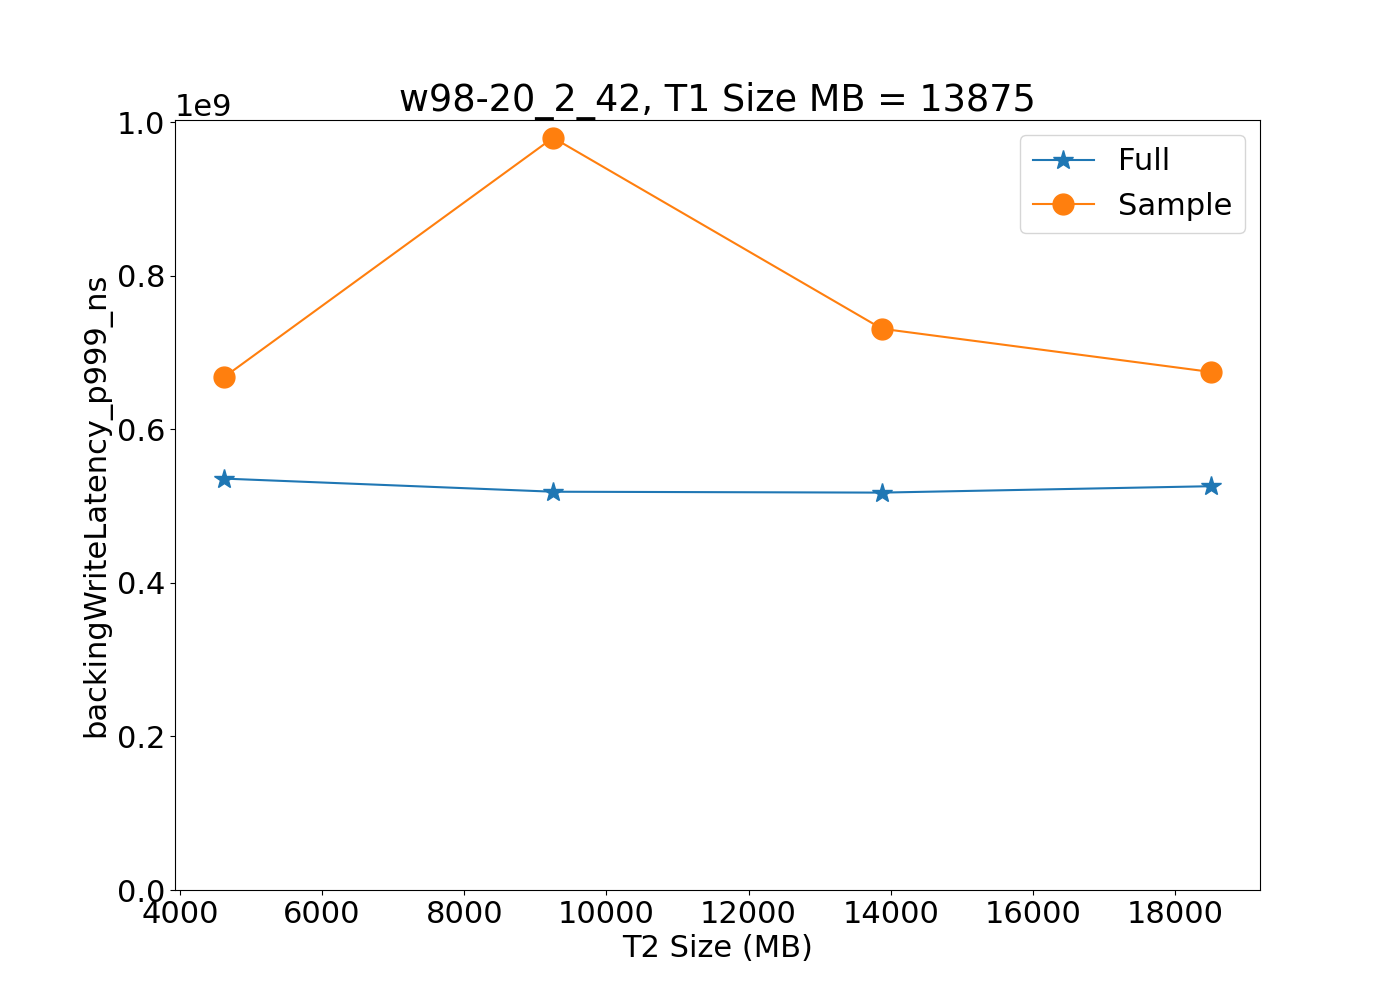 w98-20_2_42, T1 Size MB = 13875
1e9
1.0
0.8
0.6
0.4
0.2
0.0
backingWriteLatency_p999_ns
Full
Sample
4000 6000 8000 10000 12000 14000 16000 18000
T2 Size (MB)